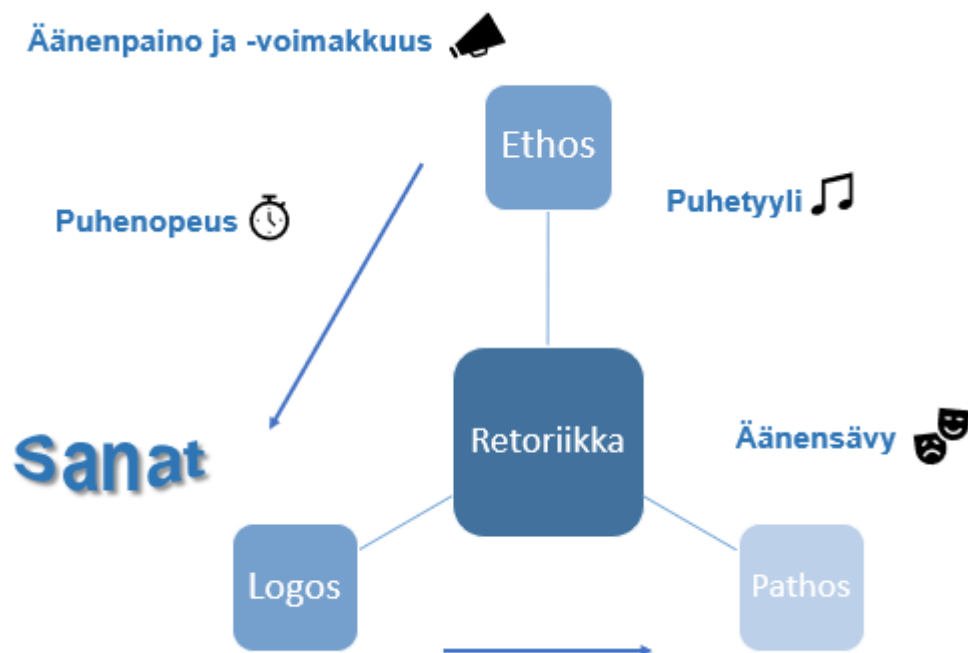 Äänenpaino ja -voimakkuus
Ethos
Puhenopeus
Puhetyyli
Retoriikka
Äänensävy
Sanat
Logos
Pathos